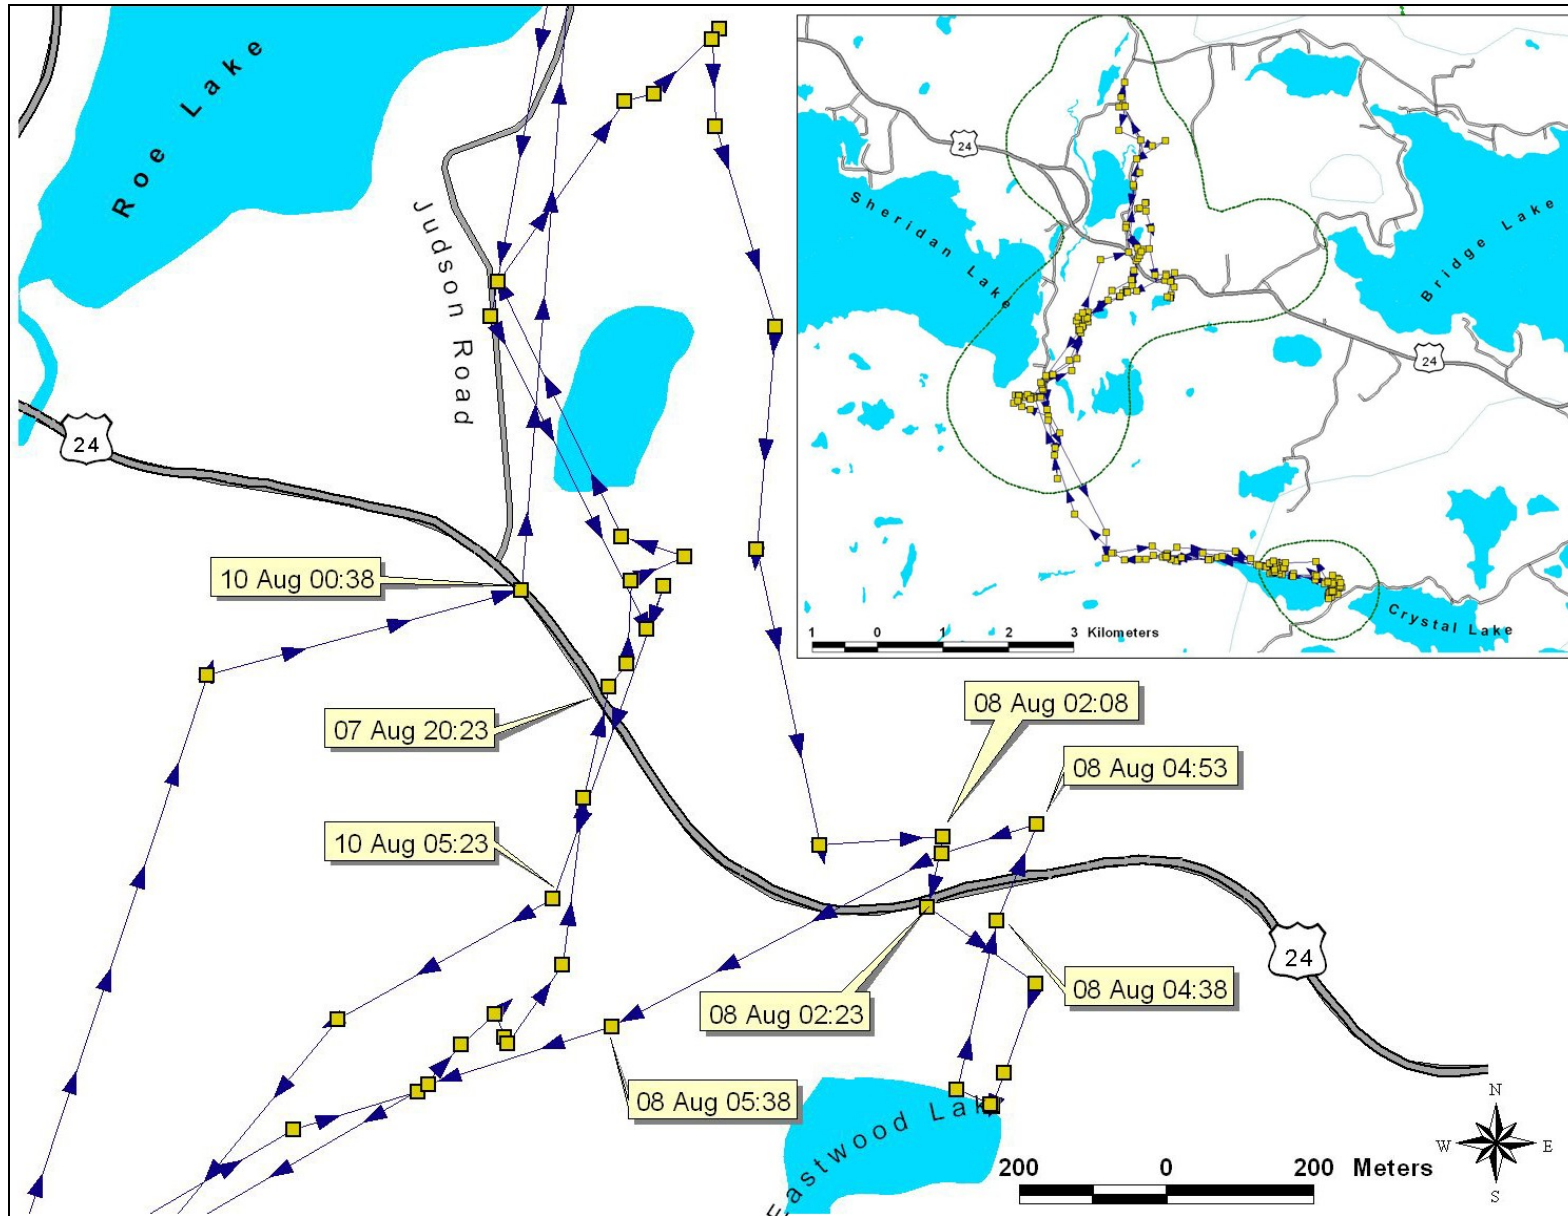 Roe Lake
Judson Road
24
10 Aug 00:38
07 Aug 20:23
10 Aug 05:23
08 Aug 02:08
08 Aug 04:53
08 Aug 02:23
08 Aug 04:38
08 Aug 05:38
24
Eastwood Lake
200 0 200 Meters
N
W E
S
24
Sheridan Lake
Bridge Lake
24
Crystal Lake
1 0 1 2 3 Kilometers